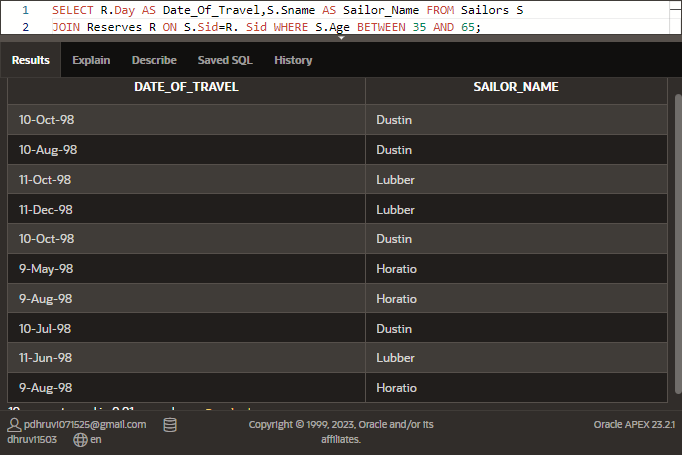 1 SELECT R.Day AS Date_Of_Travel,S.Sname AS Sailor_Name FROM Sailors S
2 JOIN Reserves R ON S.Sid=R. Sid WHERE S.Age BETWEEN 35 AND 65;
Results Explain Describe Saved SQL History
DATE_OF_TRAVEL SAILOR_NAME
10-Oct-98 Dustin
10-Aug-98 Dustin
11-Oct-98 Lubber
11-Dec-98 Lubber
10-Oct-98 Dustin
9-May-98 Horatio
9-Aug-98 Horatio
10-Jul-98 Dustin
11-Jun-98 Lubber
9-Aug-98 Horatio
pdhruv1071525@gmail.com Copyright © 1999, 2023, Oracle and/or its Oracle APEX 23.2.1
dhruv11503 en affiliates.